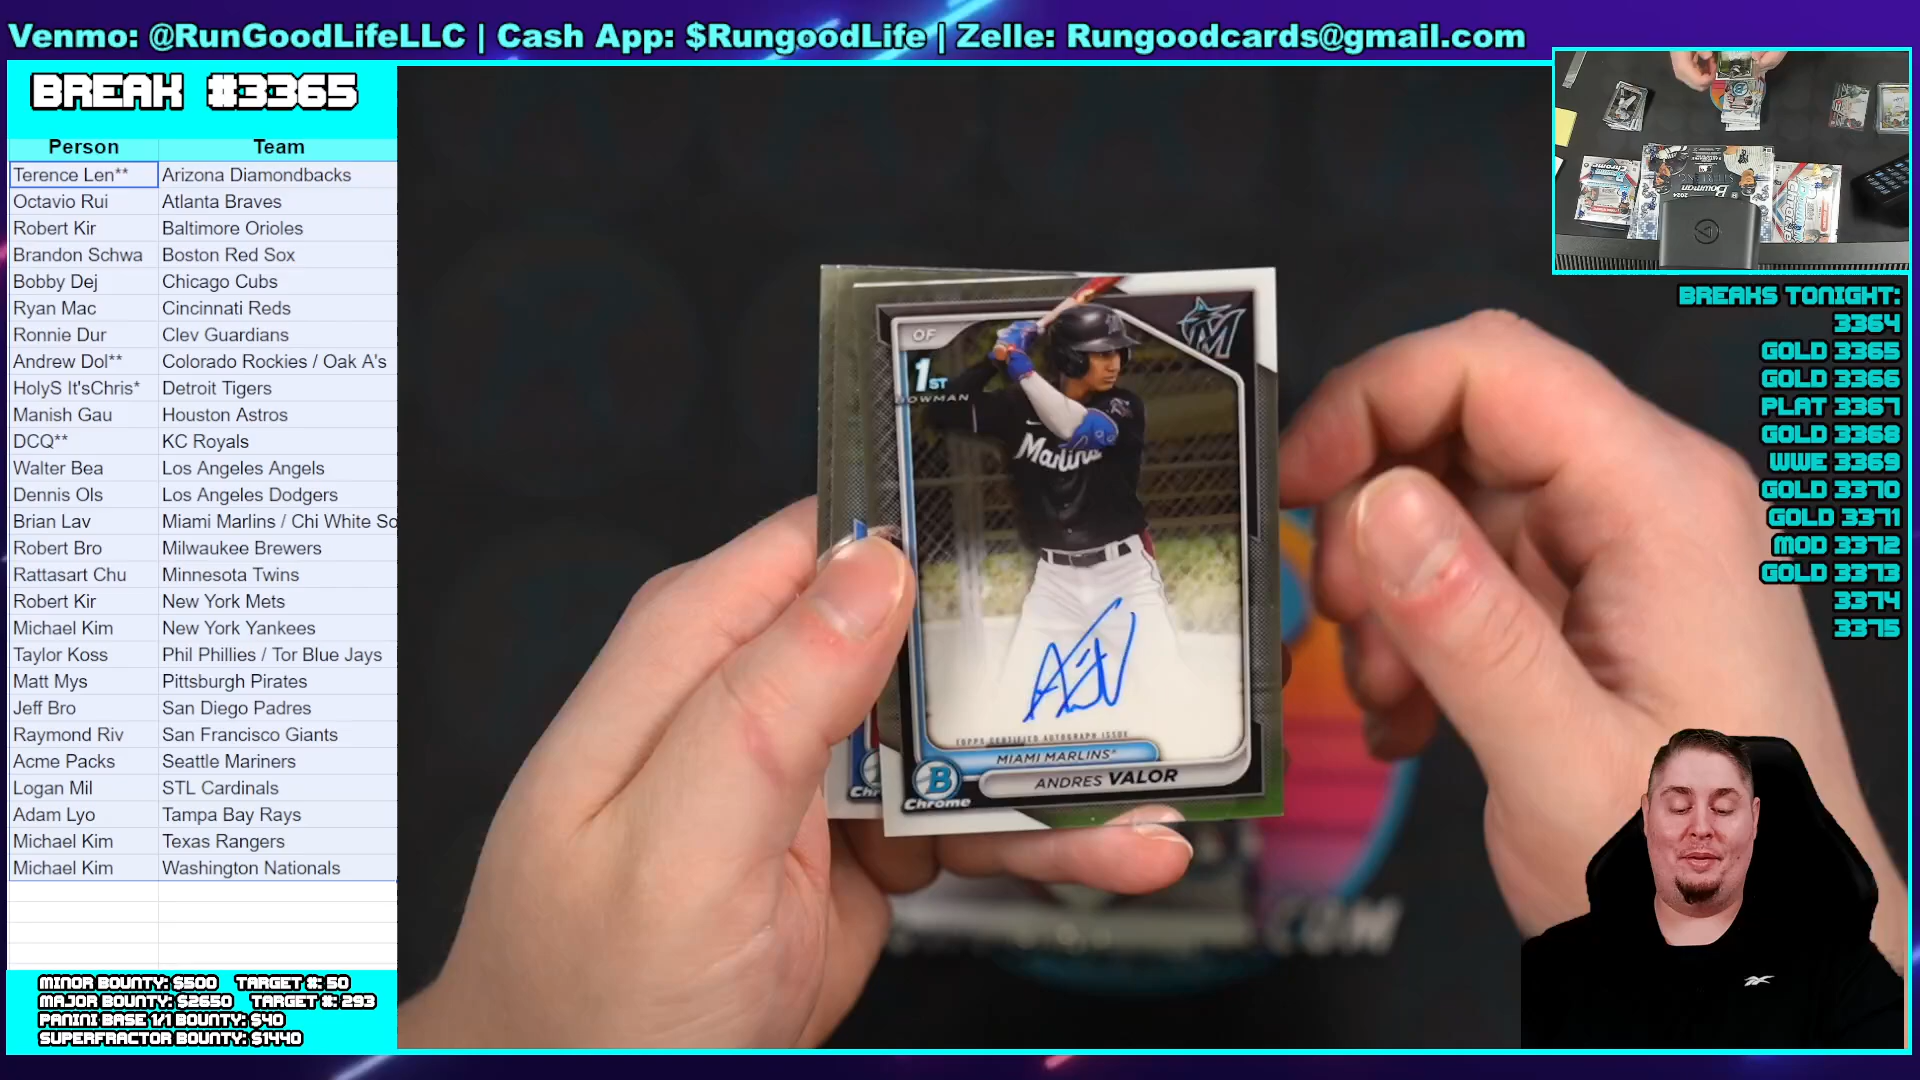 Venmo: @RunGoodLifeLLC | Cash App: $RungoodLife | Zelle: Rungoodcards@gmail.com
BREAK #3365
Person Team
Terence Len** Arizona Diamondbacks
Octavio Rui Atlanta Braves
Robert Kir Baltimore Orioles
Brandon Schwa Boston Red Sox
Bobby Dej Chicago Cubs
Ryan Mac Cincinnati Reds
Ronnie Dur Clev Guardians
Andrew Dol** Colorado Rockies / Oak A's
HolyS It'sChris* Detroit Tigers
Manish Gau Houston Astros
DCQ** KC Royals
Walter Bea Los Angeles Angels
Dennis Ols Los Angeles Dodgers
Brian Lav Miami Marlins / Chi White So
Robert Bro Milwaukee Brewers
Rattasart Chu Minnesota Twins
Robert Kir New York Mets
Michael Kim New York Yankees
Taylor Koss Phil Phillies / Tor Blue Jays
Matt Mys Pittsburgh Pirates
Jeff Bro San Diego Padres
Raymond Riv San Francisco Giants
Acme Packs Seattle Mariners
Logan Mil STL Cardinals
Adam Lyo Tampa Bay Rays
Michael Kim Texas Rangers
Michael Kim Washington Nationals
MINOR BOUNTY: $500 TARGET #: 50
MAJOR BOUNTY: $2650 TARGET #: 293
PANINI BASE 1/1 BOUNTY: $40
SUPERFRACTOR BOUNTY: $1440
OF
1ST
BOWMAN
Marlins
TOPPS CERTIFIED AUTOGRAPH ISSUE
MIAMI MARLINS
B
Chrome
ANDRES VALOR
COM
Bowman
2024
BREAKS TONIGHT:
3364
GOLD 3365
GOLD 3366
PLAT 3367
GOLD 3368
WWE 3369
GOLD 3370
GOLD 3371
MOD 3372
GOLD 3373
3374
3375